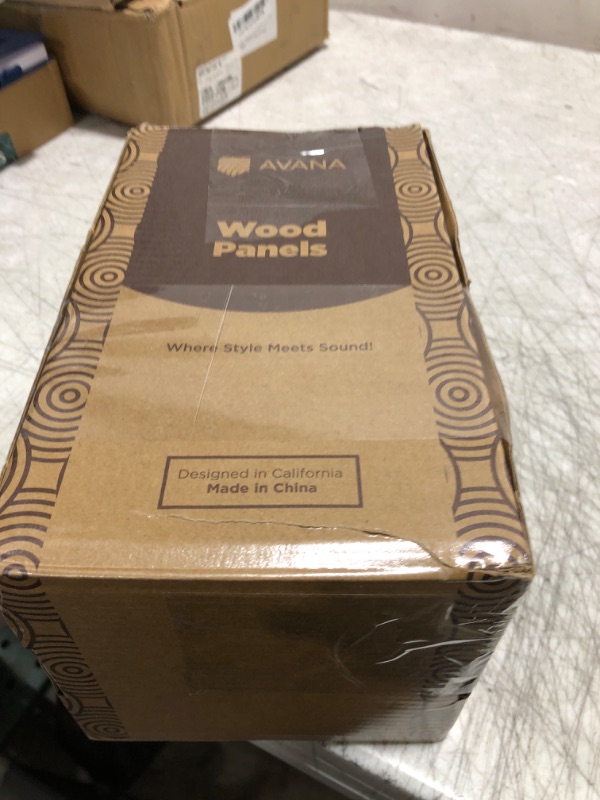 AVANA
Wood
Panels
Where Style Meets Sound!
Designed in California
Made in China